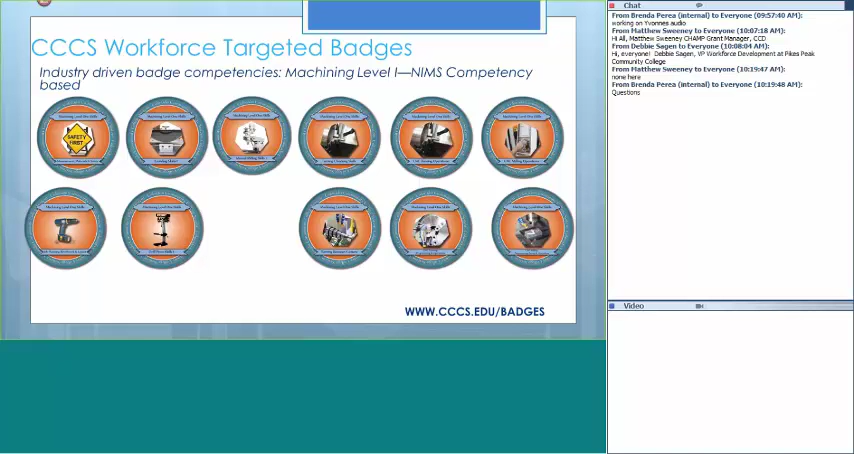 CCCS Workforce Targeted Badges
Industry driven badge competencies: Machining Level I—NIMS Competency
based
SAFETY
FIRST
WWW.CCCS.EDU/BADGES
Chat
From Brenda Perea (internal) to Everyone (09:57:40 AM):
working on Yvonnes audio
From Matthew Sweeney to Everyone (10:07:18 AM):
Hi All, Matthew Sweeney CHAMP Grant Manager, CCD
From Debbie Sagen to Everyone (10:08:04 AM):
Hi, everyone! Debbie Sagen, VP Workforce Development at Pikes Peak
Community College
From Matthew Sweeney to Everyone (10:19:47 AM):
none here
From Brenda Perea (internal) to Everyone (10:19:48 AM):
Questions
Video